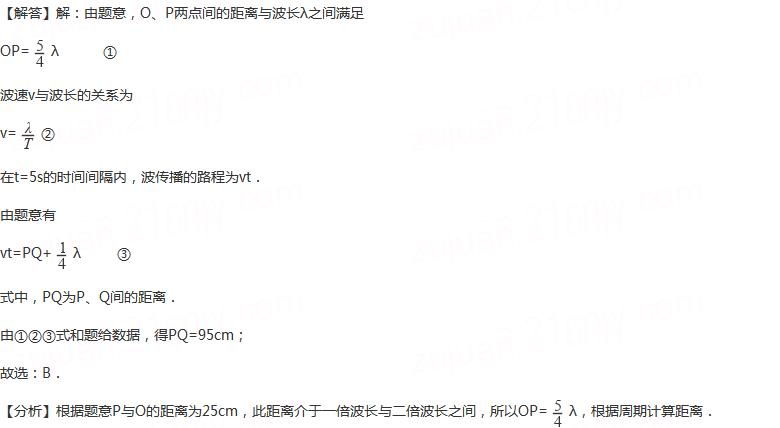 【解答】解：由题意，O、P两点间的距离与波长λ之间满足
OP= 5/4 λ ①
波速v与波长的关系为
v= λ/T ②
在t=5s的时间间隔内，波传播的路程为vt．
由题意有
vt=PQ+ 1/4 λ ③
式中，PQ为P、Q间的距离．
由①②③式和题给数据，得PQ=95cm；
故选：B．
【分析】根据题意P与O的距离为25cm，此距离介于一倍波长与二倍波长之间，所以OP= 5/4 λ，根据周期计算距离．